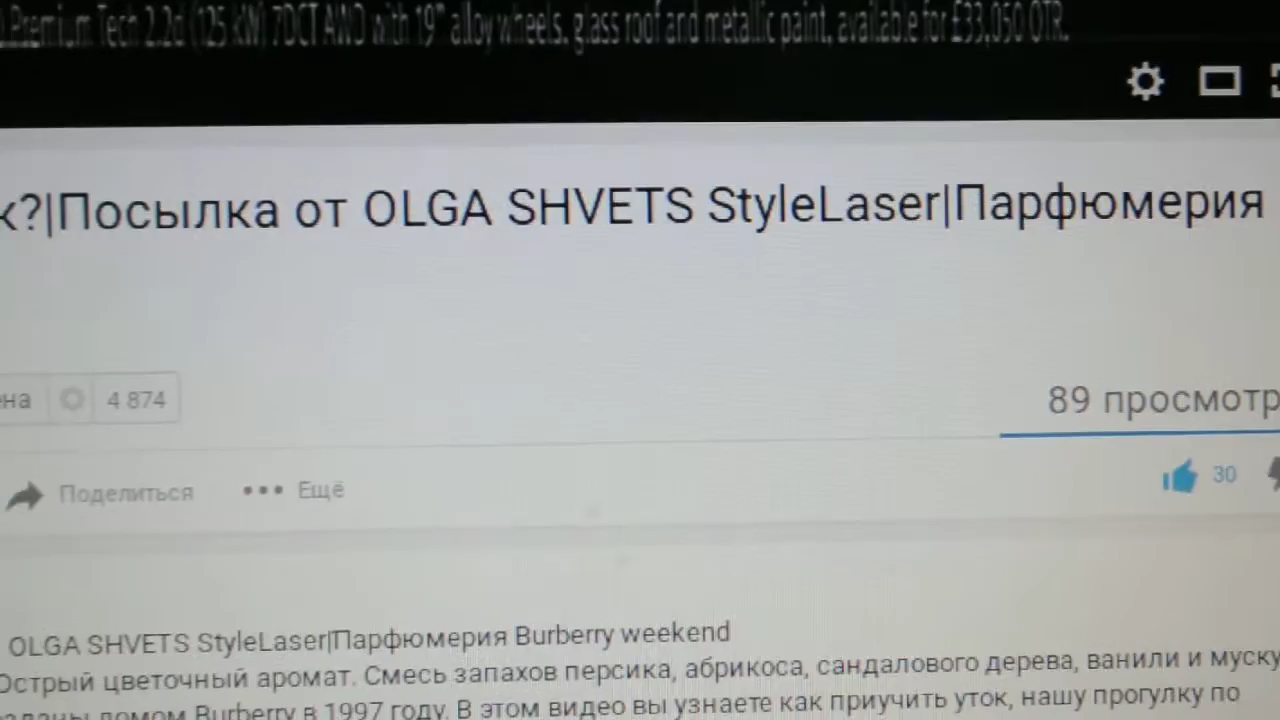 Premium Tech 2.2d (125 kW) 7DCT AWD with 19" alloy wheels, glass roof and metallic paint, available for £33,050 OTR.
к?|Посылка от OLGA SHVETS StyleLaser|Парфюмерия
ена 4 874
89 просмотр
Поделиться ••• Ещё
30
OLGA SHVETS StyleLaser|Парфюмерия Burberry weekend
Острый цветочный аромат. Смесь запахов персика, абрикоса, сандалового дерева, ванили и муску
домом Burberry в 1997 году. В этом видео вы узнаете как приучить уток, нашу прогулку по